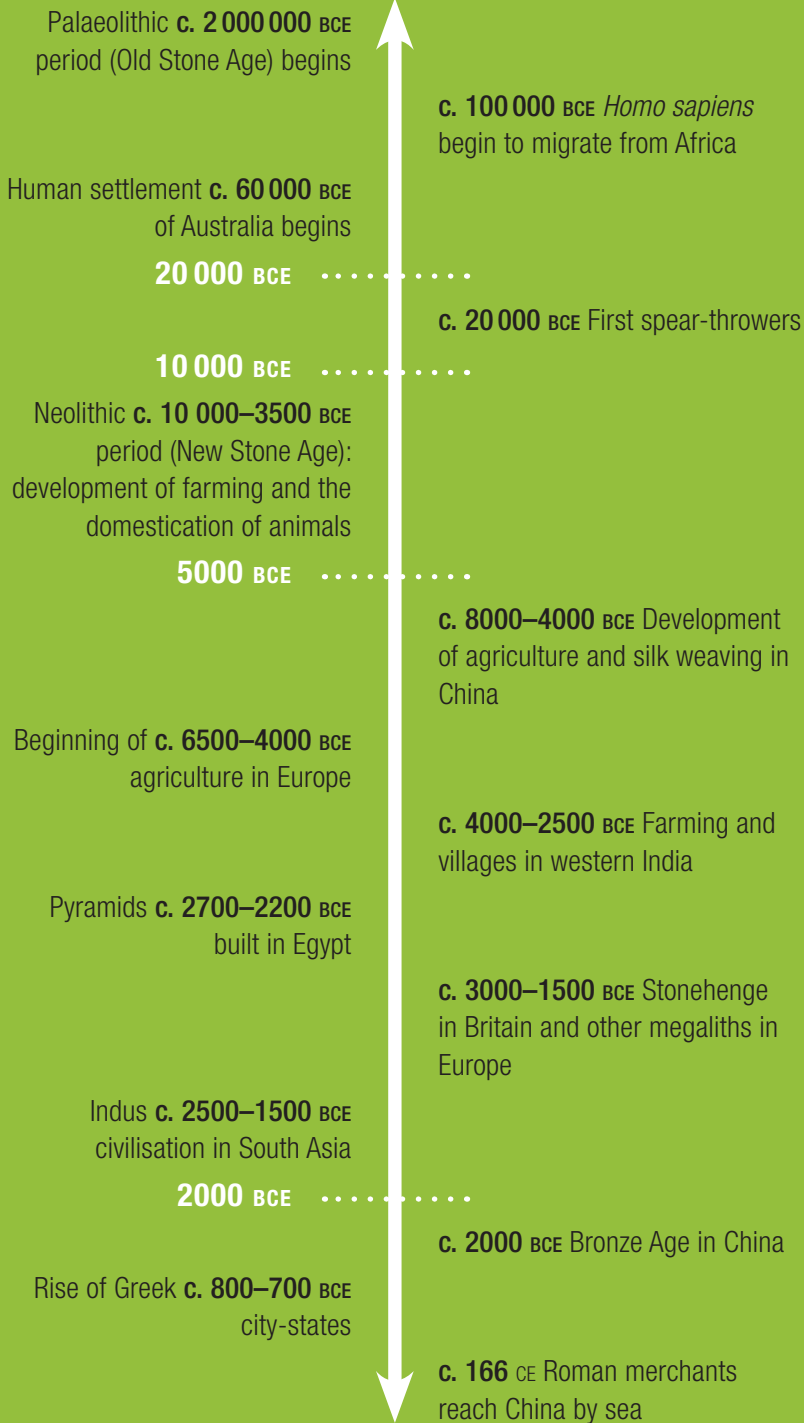 Palaeolithic c. 2 000 000 BCE
period (Old Stone Age) begins
c. 100 000 BCE Homo sapiens
begin to migrate from Africa
Human settlement c. 60 000 BCE
of Australia begins
20 000 BCE
c. 20 000 BCE First spear-throwers
10 000 BCE
Neolithic c. 10 000–3500 BCE
period (New Stone Age):
development of farming and the
domestication of animals
5000 BCE
c. 8000–4000 BCE Development
of agriculture and silk weaving in
China
Beginning of c. 6500–4000 BCE
agriculture in Europe
c. 4000–2500 BCE Farming and
villages in western India
Pyramids c. 2700–2200 BCE
built in Egypt
c. 3000–1500 BCE Stonehenge
in Britain and other megaliths in
Europe
Indus c. 2500–1500 BCE
civilisation in South Asia
2000 BCE
c. 2000 BCE Bronze Age in China
Rise of Greek c. 800–700 BCE
city-states
c. 166 CE Roman merchants
reach China by sea